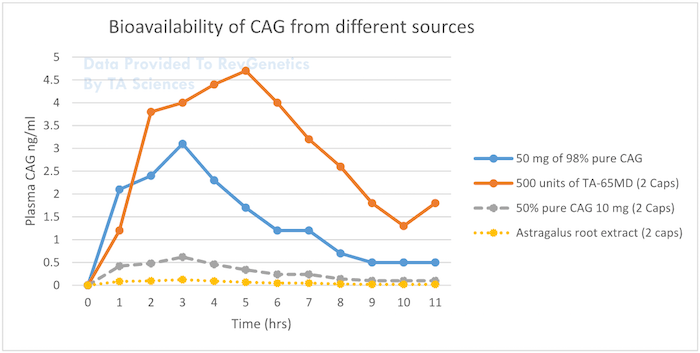 Bioavailability of CAG from different sources
Data Provided To RevGenetics
By TA Sciences
5
4.5
4
3.5
3
2.5
2
1.5
1
0.5
0
Plasma CAG ng/ml
0 1 2 3 4 5 6 7 8 9 10 11
Time (hrs)
50 mg of 98% pure CAG
500 units of TA-65MD (2 Caps)
50% pure CAG 10 mg (2 Caps)
Astragalus root extract (2 caps)